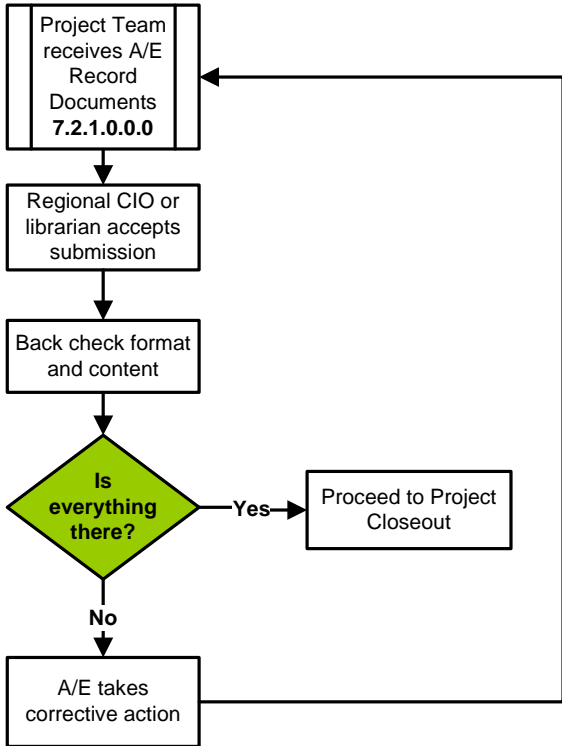 Project Team
receives A/E
Record
Documents
7.2.1.0.0.0
Regional CIO or
librarian accepts
submission
Back check format
and content
Is
everything
there?
Yes
Proceed to Project
Closeout
No
A/E takes
corrective action